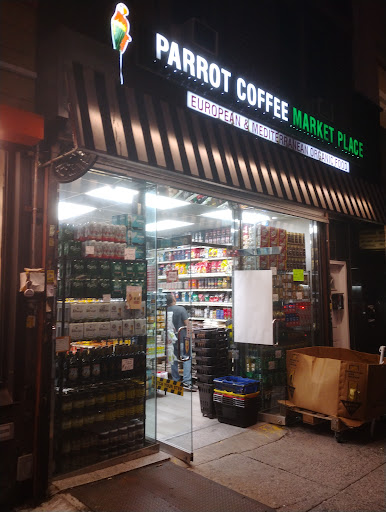 PARROT COFFEE MARKET PLACE
EUROPEAN & MEDITERRANEAN ORGANIC FOOD